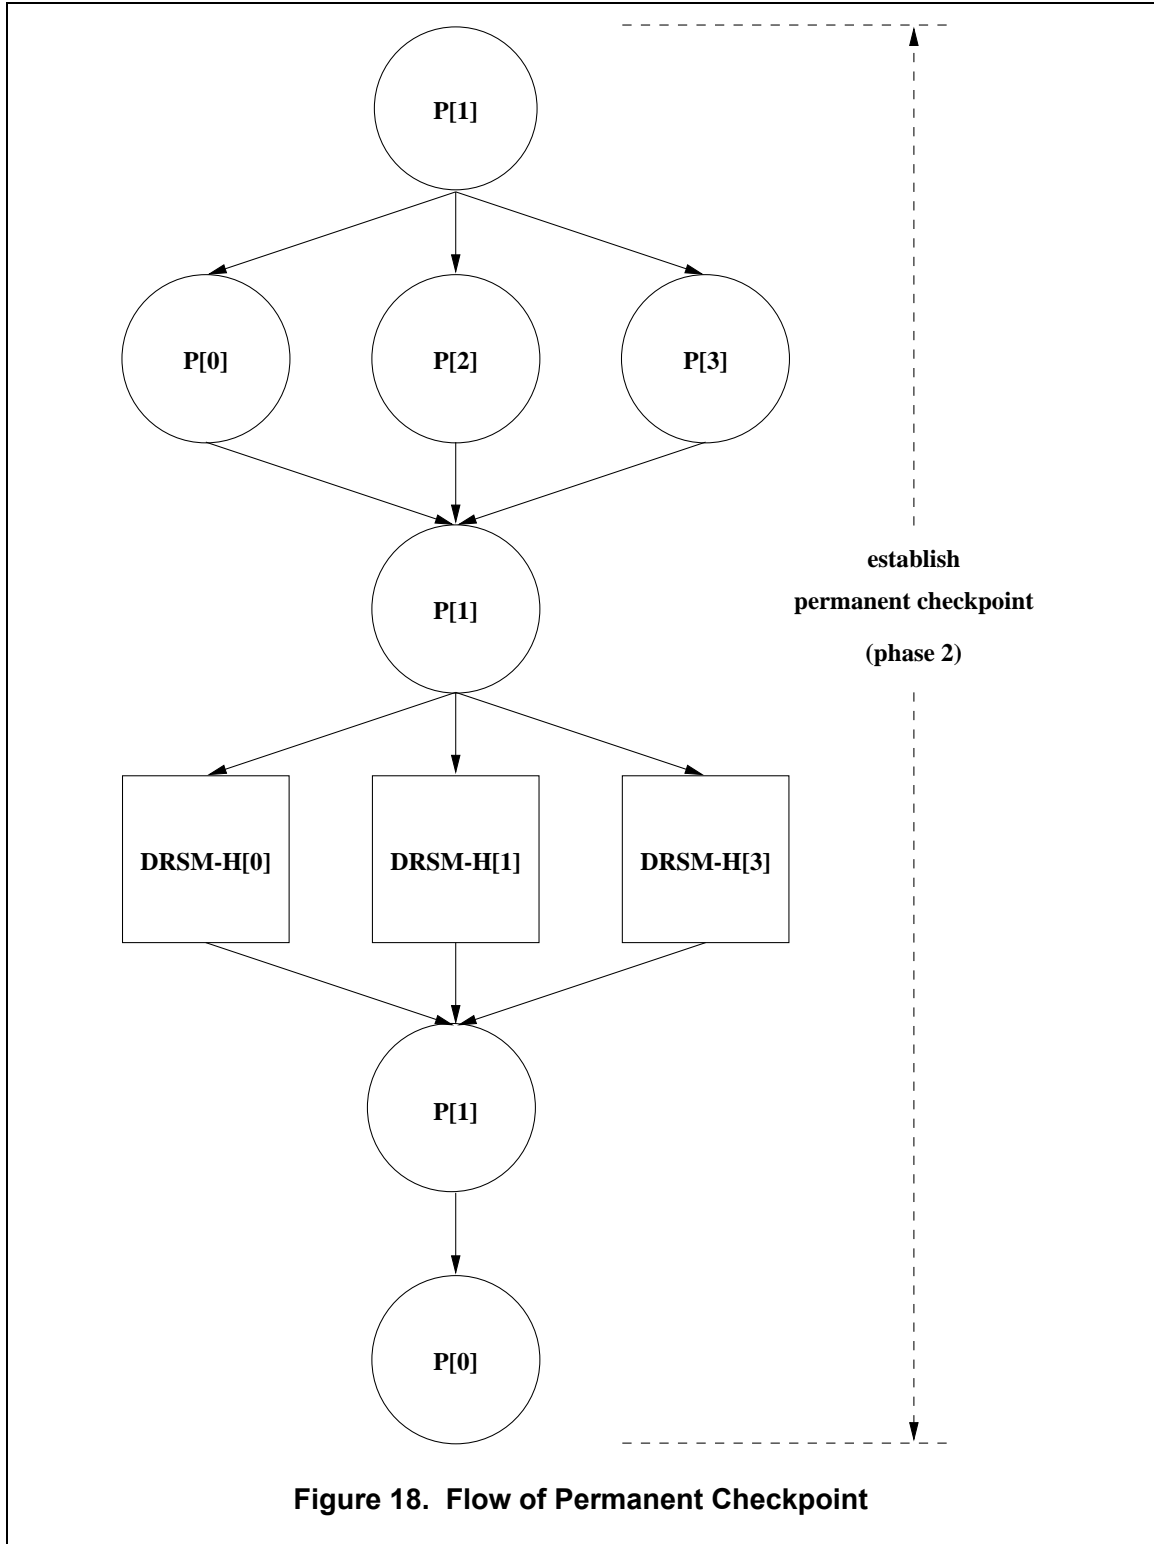 P[1]
P[0]
P[2]
P[3]
P[1]
establish
permanent checkpoint
(phase 2)
DRSM-H[0]
DRSM-H[1]
DRSM-H[3]
P[1]
P[0]
Figure 18. Flow of Permanent Checkpoint